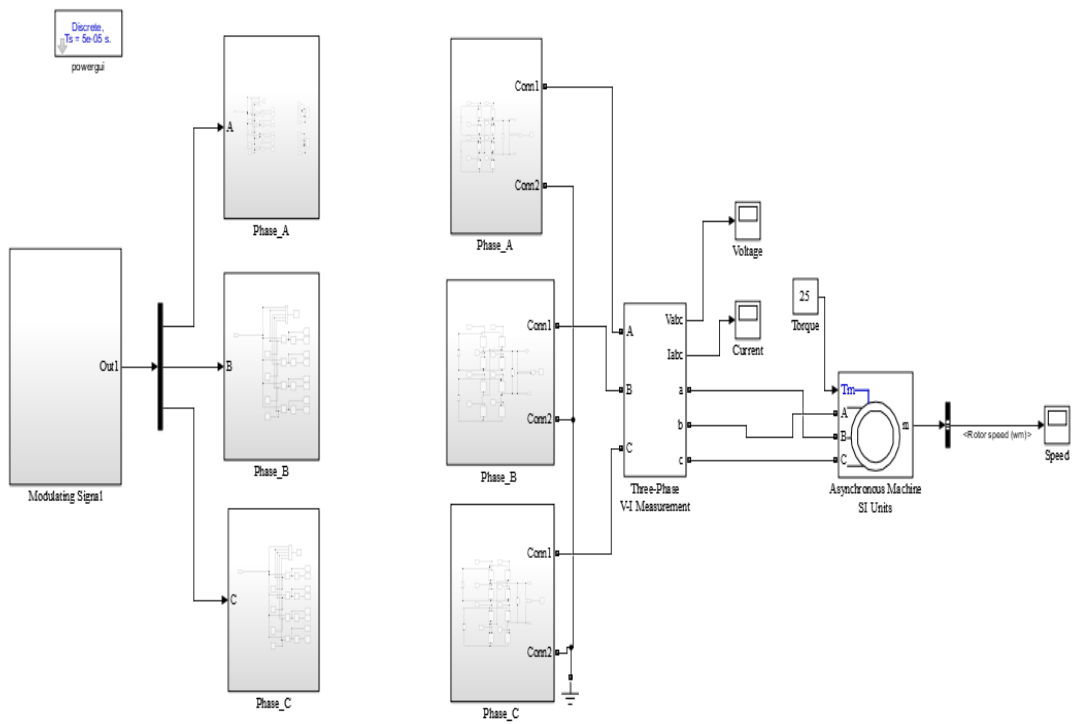 Discrete,
Ts = 5e-05 s.
powergui
A
Phase_A
Conn1
Conn2
Phase_A
Out1
Modulating Signal
B
Phase_B
Conn1
Conn2
Phase_B
C
Phase_C
Conn1
Conn2
Phase_C
A
B
C
Vabc
Iabc
a
b
c
Three-Phase
V-I Measurement
Voltage
Current
25
Torque
Tm
A
B
C
m
Asynchronous Machine
SI Units
<Rotor speed (wm)>
Speed